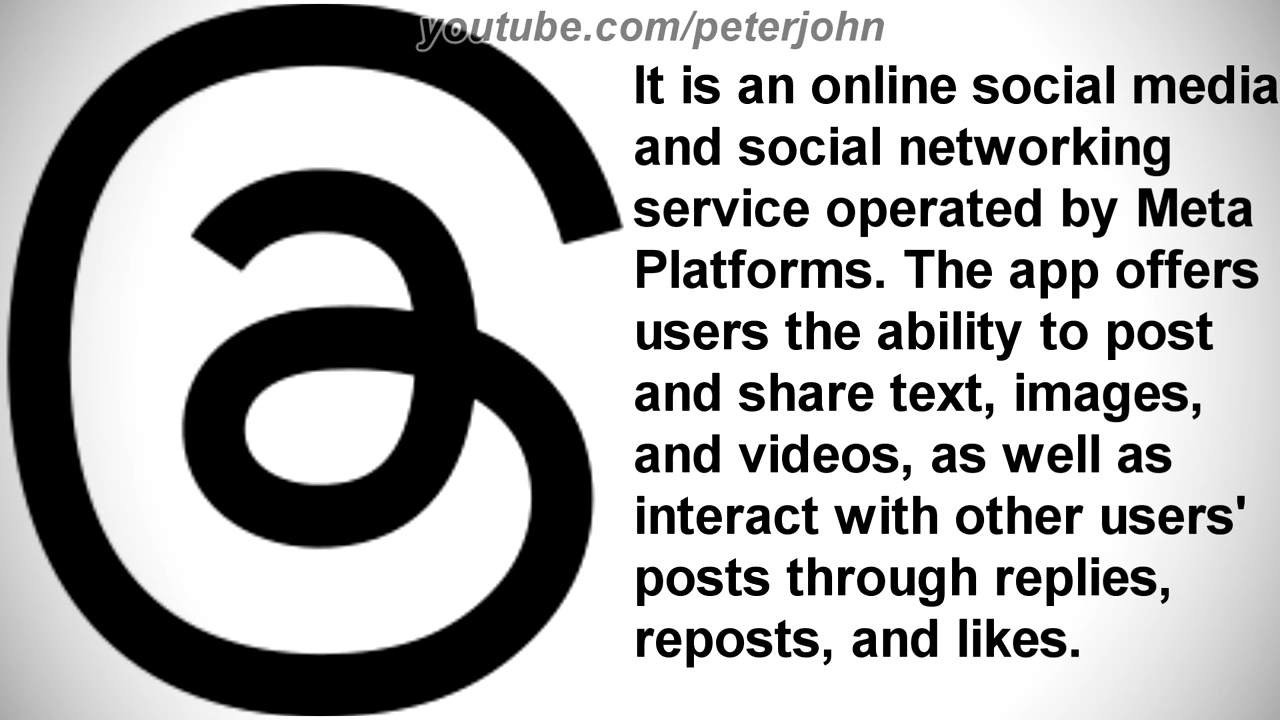 youtube.com/peterjohn
It is an online social media
and social networking
service operated by Meta
Platforms. The app offers
users the ability to post
and share text, images,
and videos, as well as
interact with other users'
posts through replies,
reposts, and likes.